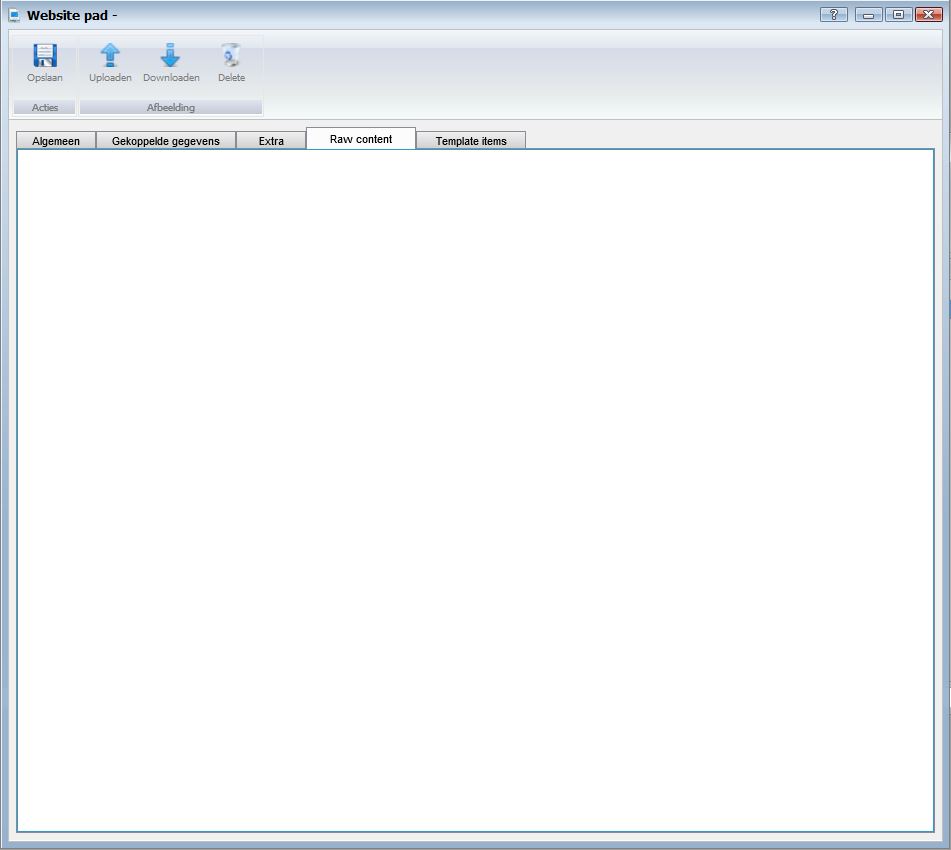 Website pad -
Opslaan
Uploaden
Downloaden
Delete
Acties
Afbeelding
Algemeen
Gekoppelde gegevens
Extra
Raw content
Template items